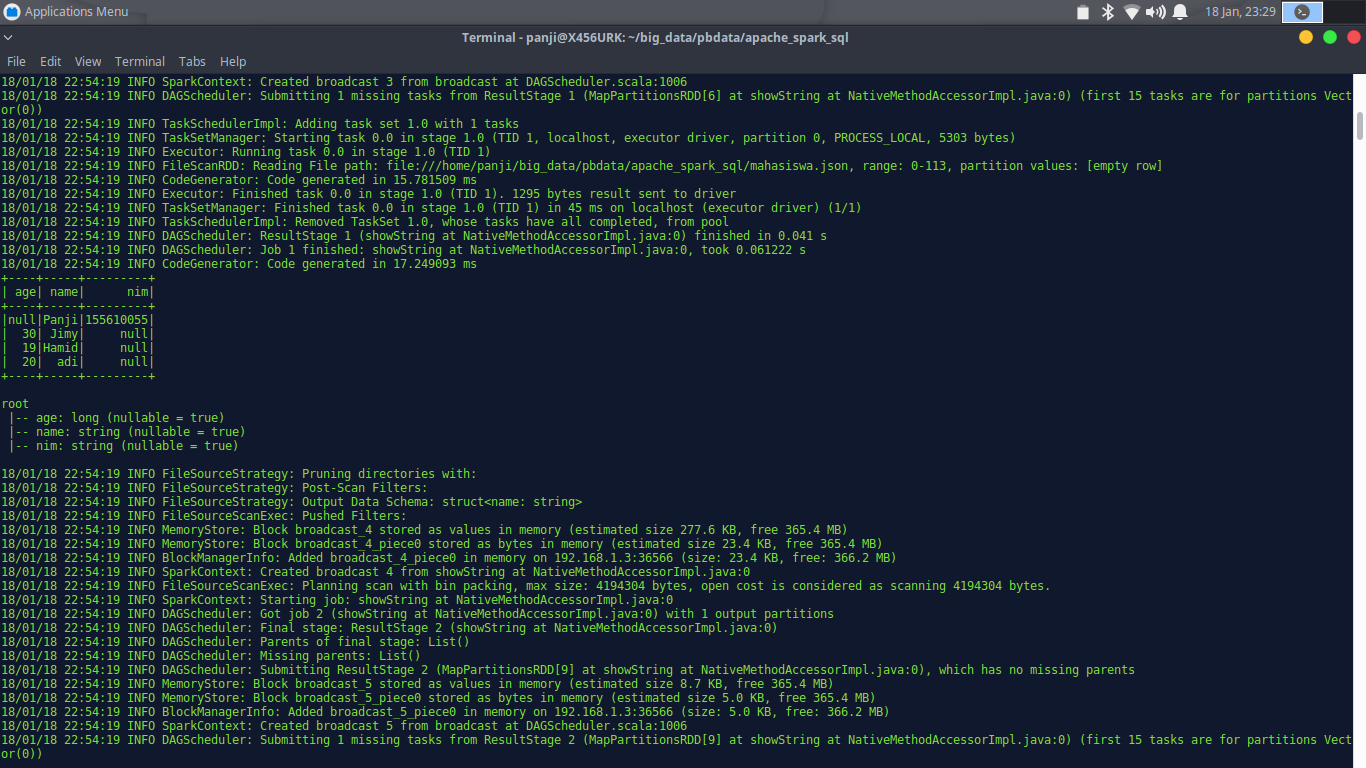 Applications Menu
18 Jan, 23:29
Terminal - panji@X456URK: ~/big_data/pbdata/apache_spark_sql
File Edit View Terminal Tabs Help
18/01/18 22:54:19 INFO SparkContext: Created broadcast 3 from broadcast at DAGScheduler.scala:1006
18/01/18 22:54:19 INFO DAGScheduler: Submitting 1 missing tasks from ResultStage 1 (MapPartitionsRDD[6] at showString at NativeMethodAccessorImpl.java:0) (first 15 tasks are for partitions Vect
or(0))
18/01/18 22:54:19 INFO TaskSchedulerImpl: Adding task set 1.0 with 1 tasks
18/01/18 22:54:19 INFO TaskSetManager: Starting task 0.0 in stage 1.0 (TID 1, localhost, executor driver, partition 0, PROCESS_LOCAL, 5303 bytes)
18/01/18 22:54:19 INFO Executor: Running task 0.0 in stage 1.0 (TID 1)
18/01/18 22:54:19 INFO FileScanRDD: Reading File path: file:///home/panji/big_data/pbdata/apache_spark_sql/mahasiswa.json, range: 0-113, partition values: [empty row]
18/01/18 22:54:19 INFO CodeGenerator: Code generated in 15.781509 ms
18/01/18 22:54:19 INFO Executor: Finished task 0.0 in stage 1.0 (TID 1). 1295 bytes result sent to driver
18/01/18 22:54:19 INFO TaskSetManager: Finished task 0.0 in stage 1.0 (TID 1) in 45 ms on localhost (executor driver) (1/1)
18/01/18 22:54:19 INFO TaskSchedulerImpl: Removed TaskSet 1.0, whose tasks have all completed, from pool
18/01/18 22:54:19 INFO DAGScheduler: ResultStage 1 (showString at NativeMethodAccessorImpl.java:0) finished in 0.041 s
18/01/18 22:54:19 INFO DAGScheduler: Job 1 finished: showString at NativeMethodAccessorImpl.java:0, took 0.061222 s
18/01/18 22:54:19 INFO CodeGenerator: Code generated in 17.249093 ms
+----+-----+---------+
| age| name|      nim|
+----+-----+---------+
|null|Panji|155610055|
|  30| Jimy|     null|
|  19|Hamid|     null|
|  20|  adi|     null|
+----+-----+---------+
root
 |-- age: long (nullable = true)
 |-- name: string (nullable = true)
 |-- nim: string (nullable = true)
18/01/18 22:54:19 INFO FileSourceStrategy: Pruning directories with:
18/01/18 22:54:19 INFO FileSourceStrategy: Post-Scan Filters:
18/01/18 22:54:19 INFO FileSourceStrategy: Output Data Schema: struct<name: string>
18/01/18 22:54:19 INFO FileSourceScanExec: Pushed Filters:
18/01/18 22:54:19 INFO MemoryStore: Block broadcast_4 stored as values in memory (estimated size 277.6 KB, free 365.4 MB)
18/01/18 22:54:19 INFO MemoryStore: Block broadcast_4_piece0 stored as bytes in memory (estimated size 23.4 KB, free 365.4 MB)
18/01/18 22:54:19 INFO BlockManagerInfo: Added broadcast_4_piece0 in memory on 192.168.1.3:36566 (size: 23.4 KB, free: 366.2 MB)
18/01/18 22:54:19 INFO SparkContext: Created broadcast 4 from showString at NativeMethodAccessorImpl.java:0
18/01/18 22:54:19 INFO FileSourceScanExec: Planning scan with bin packing, max size: 4194304 bytes, open cost is considered as scanning 4194304 bytes.
18/01/18 22:54:19 INFO SparkContext: Starting job: showString at NativeMethodAccessorImpl.java:0
18/01/18 22:54:19 INFO DAGScheduler: Got job 2 (showString at NativeMethodAccessorImpl.java:0) with 1 output partitions
18/01/18 22:54:19 INFO DAGScheduler: Final stage: ResultStage 2 (showString at NativeMethodAccessorImpl.java:0)
18/01/18 22:54:19 INFO DAGScheduler: Parents of final stage: List()
18/01/18 22:54:19 INFO DAGScheduler: Missing parents: List()
18/01/18 22:54:19 INFO DAGScheduler: Submitting ResultStage 2 (MapPartitionsRDD[9] at showString at NativeMethodAccessorImpl.java:0), which has no missing parents
18/01/18 22:54:19 INFO MemoryStore: Block broadcast_5 stored as values in memory (estimated size 8.7 KB, free 365.4 MB)
18/01/18 22:54:19 INFO MemoryStore: Block broadcast_5_piece0 stored as bytes in memory (estimated size 5.0 KB, free 365.4 MB)
18/01/18 22:54:19 INFO BlockManagerInfo: Added broadcast_5_piece0 in memory on 192.168.1.3:36566 (size: 5.0 KB, free: 366.2 MB)
18/01/18 22:54:19 INFO SparkContext: Created broadcast 5 from broadcast at DAGScheduler.scala:1006
18/01/18 22:54:19 INFO DAGScheduler: Submitting 1 missing tasks from ResultStage 2 (MapPartitionsRDD[9] at showString at NativeMethodAccessorImpl.java:0) (first 15 tasks are for partitions Vect
or(0))